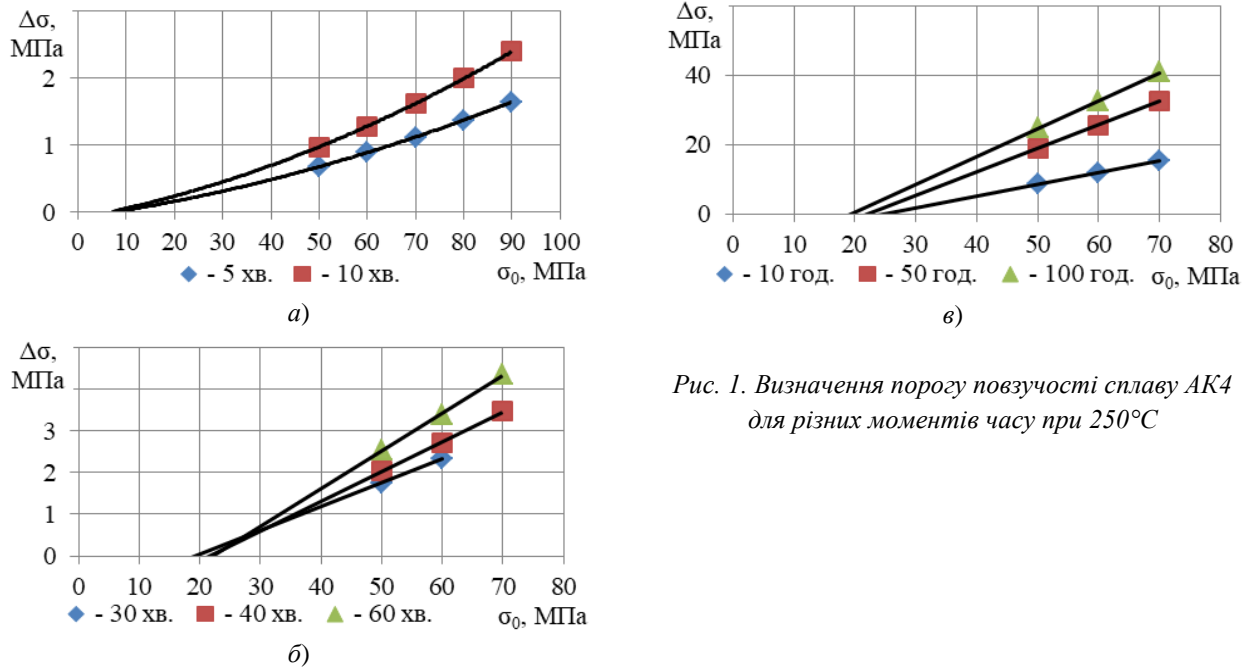 Δσ,
МПа
2
1
0
0 10 20 30 40 50 60 70 80 90 100
- 5 хв. - 10 хв. σ₀, МПа
а)
Δσ,
МПа
40
20
0
0 10 20 30 40 50 60 70 80
- 10 год. - 50 год. - 100 год. σ₀, МПа
в)
Δσ,
МПа
3
2
1
0
0 10 20 30 40 50 60 70 80
- 30 хв. - 40 хв. - 60 хв. σ₀, МПа
б)
Рис. 1. Визначення порогу повзучості сплаву АК4
для різних моментів часу при 250°С